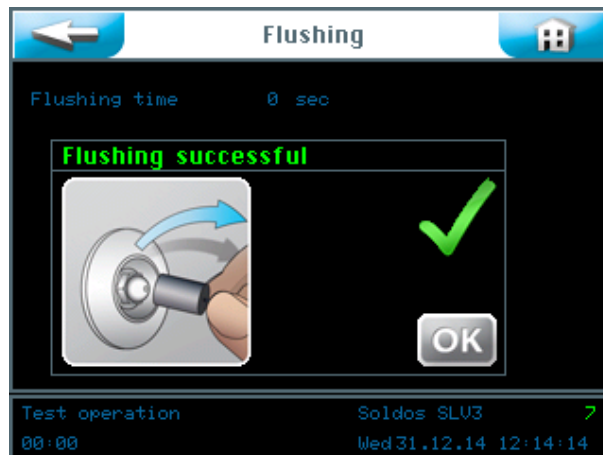 Flushing
Flushing time 0 sec
Flushing successful
OK
Test operation Soldos SLV3 7
00:00 Wed 31.12.14 12:14:14